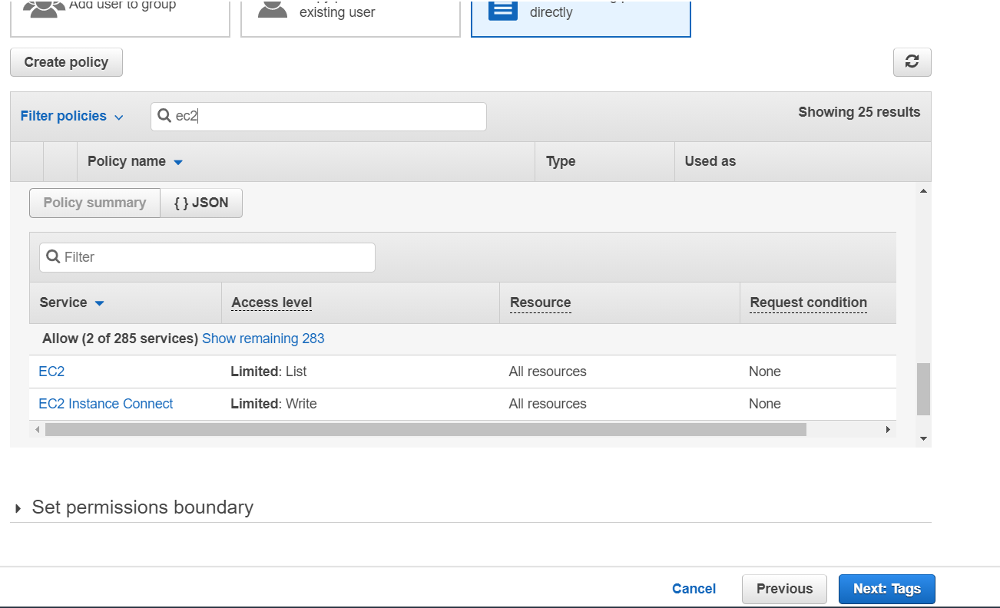 Add user to group
existing user
directly
Create policy
Filter policies
ec2
Showing 25 results
Policy name
Type
Used as
Policy summary
{ } JSON
Filter
Service
Access level
Resource
Request condition
Allow (2 of 285 services) Show remaining 283
EC2
Limited: List
All resources
None
EC2 Instance Connect
Limited: Write
All resources
None
Set permissions boundary
Cancel
Previous
Next: Tags